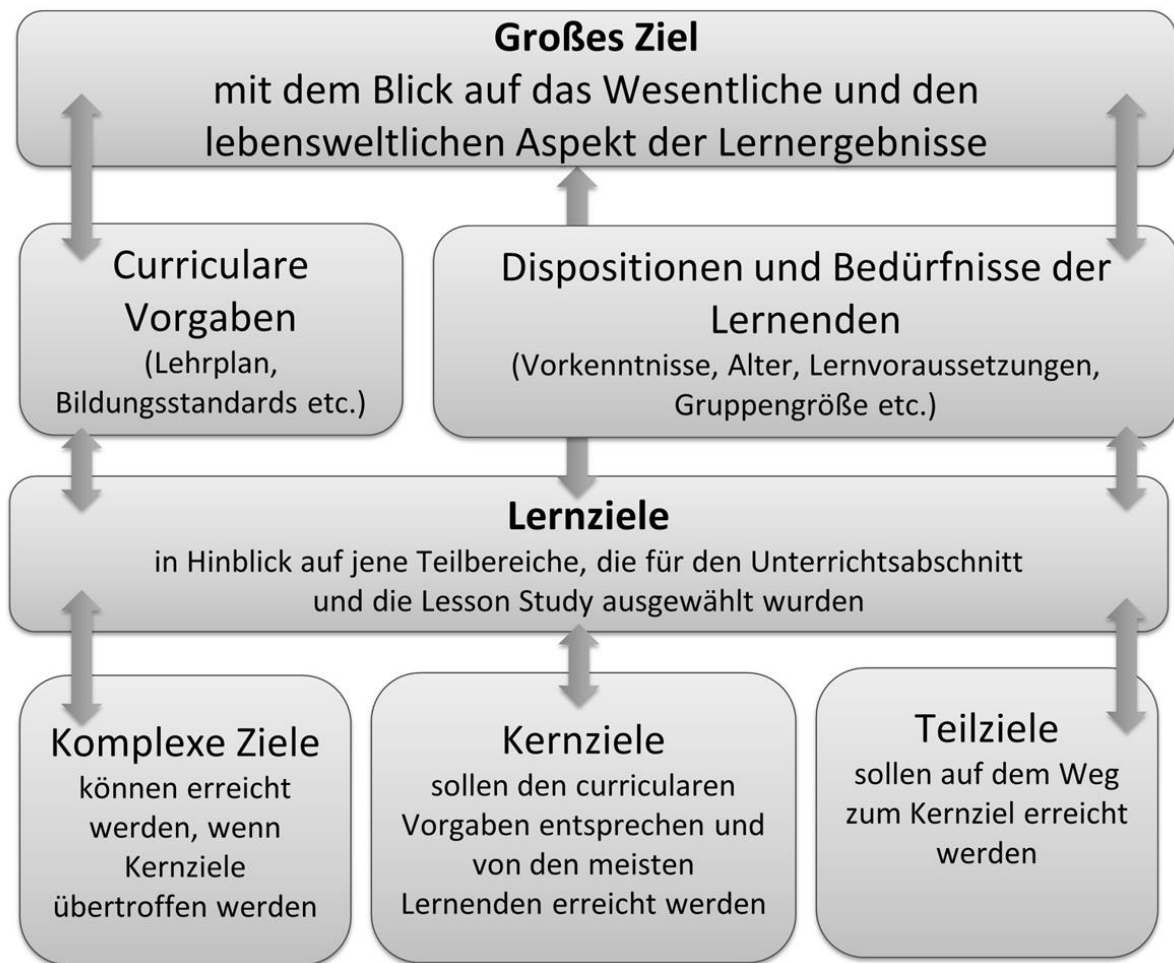 Großes Ziel
mit dem Blick auf das Wesentliche und den
lebensweltlichen Aspekt der Lernergebnisse
Curriculare
Vorgaben
(Lehrplan,
Bildungsstandards etc.)
Dispositionen und Bedürfnisse der
Lernenden
(Vorkenntnisse, Alter, Lernvoraussetzungen,
Gruppengröße etc.)
Lernziele
in Hinblick auf jene Teilbereiche, die für den Unterrichtsabschnitt
und die Lesson Study ausgewählt wurden
Komplexe Ziele
können erreicht
werden, wenn
Kernziele
übertroffen werden
Kernziele
sollen den curricularen
Vorgaben entsprechen und
von den meisten
Lernenden erreicht werden
Teilziele
sollen auf dem Weg
zum Kernziel erreicht
werden